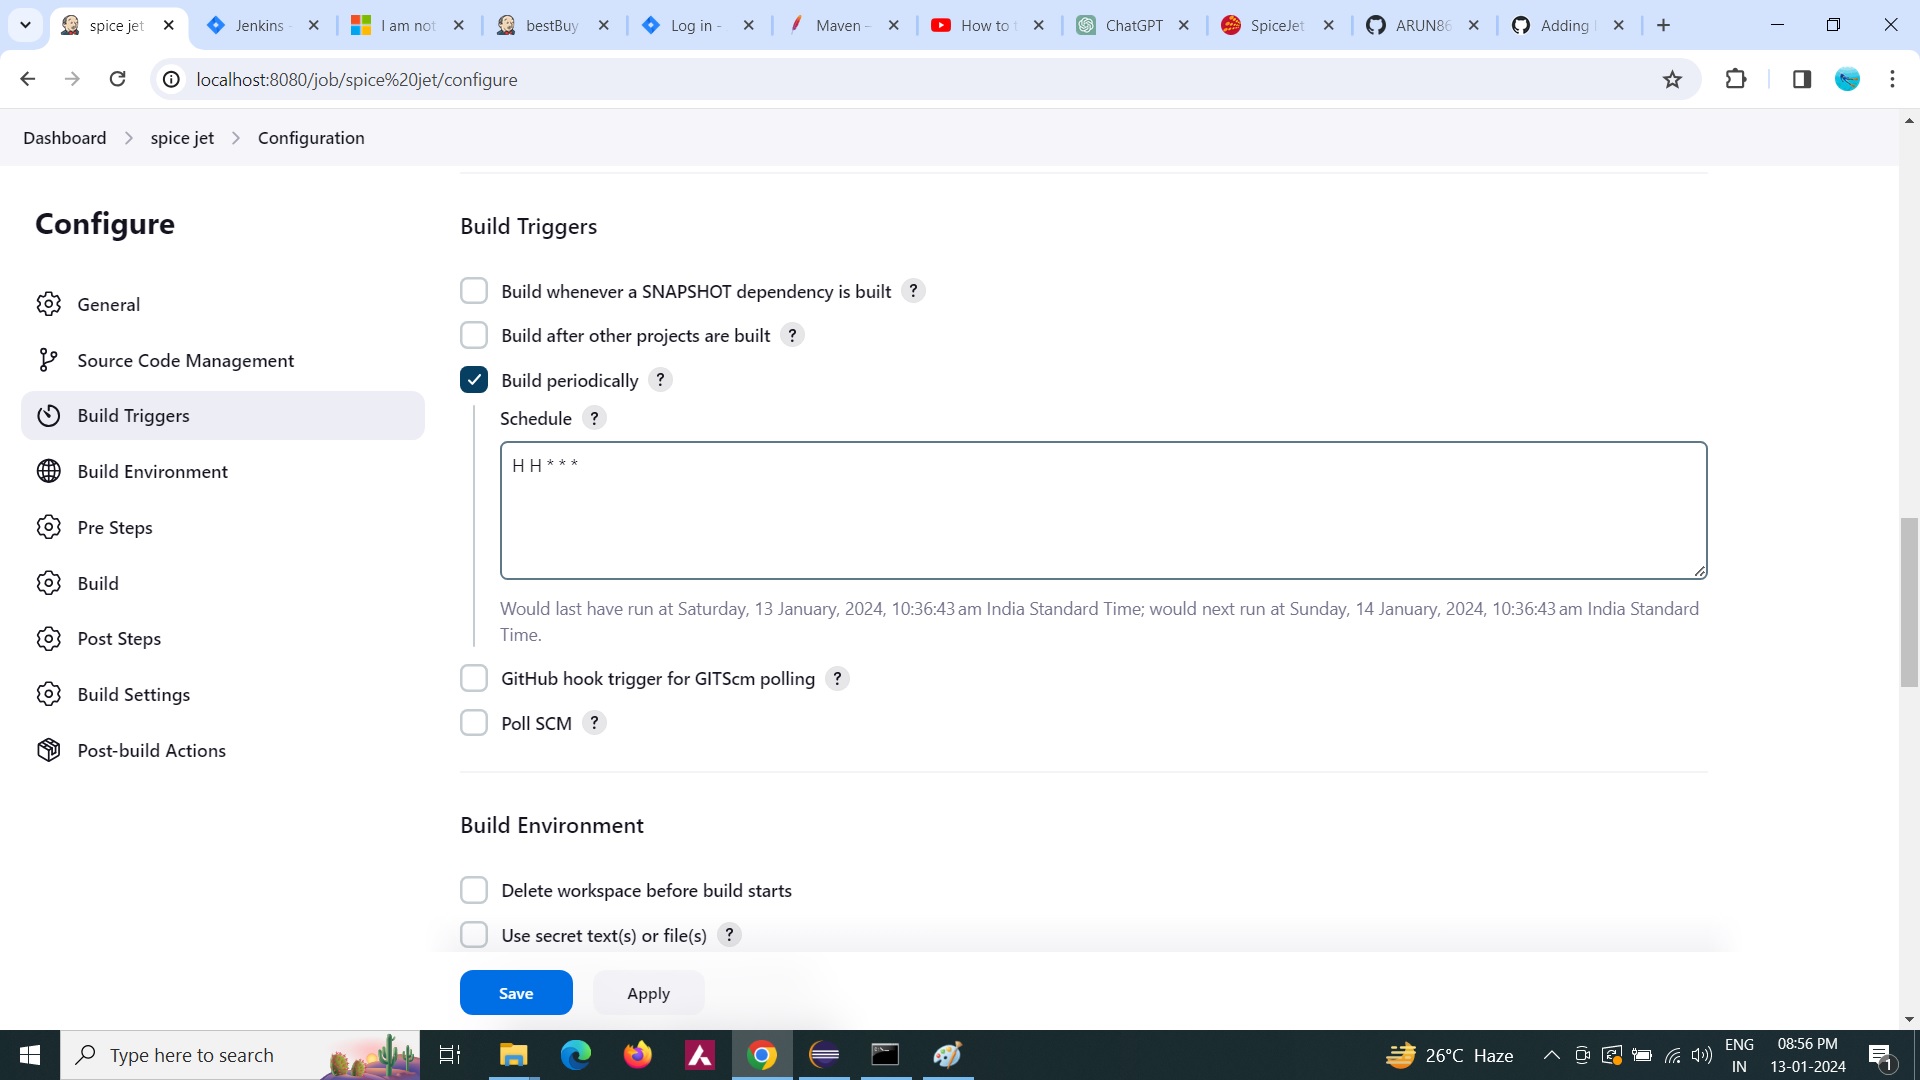 spice jet
Jenkins -
I am not
bestBuy
Log in -
Maven -
How to t
ChatGPT
SpiceJet
ARUN86
Adding
localhost:8080/job/spice%20jet/configure
Dashboard > spice jet > Configuration
Configure
General
Source Code Management
Build Triggers
Build Environment
Pre Steps
Build
Post Steps
Build Settings
Post-build Actions
Build Triggers
Build whenever a SNAPSHOT dependency is built ?
Build after other projects are built ?
Build periodically ?
Schedule ?
H H * * *
Would last have run at Saturday, 13 January, 2024, 10:36:43 am India Standard Time; would next run at Sunday, 14 January, 2024, 10:36:43 am India Standard
Time.
GitHub hook trigger for GITScm polling ?
Poll SCM ?
Build Environment
Delete workspace before build starts
Use secret text(s) or file(s) ?
Save
Apply
Type here to search
26°C Haze
ENG
IN
08:56 PM
13-01-2024
1